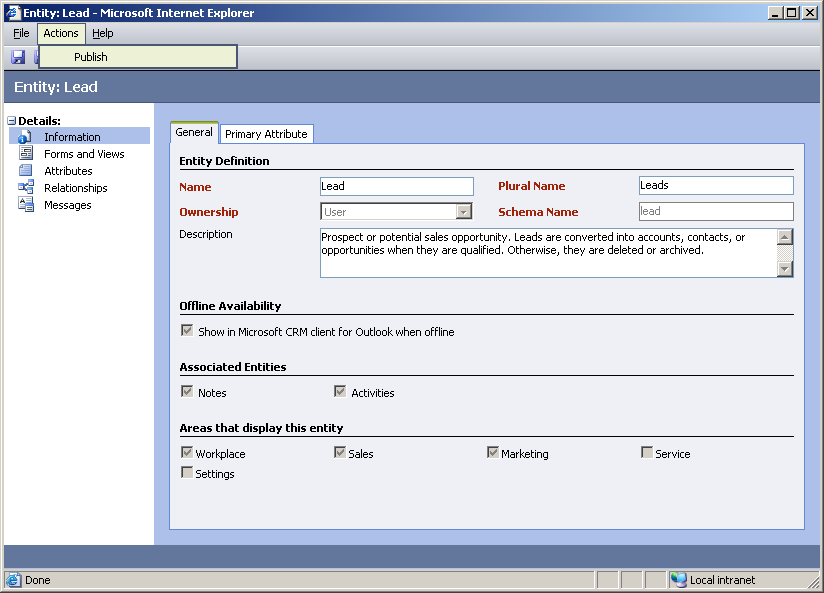 Entity: Lead - Microsoft Internet Explorer
File Actions Help
Publish
Entity: Lead
Details:
Information
Forms and Views
Attributes
Relationships
Messages
General Primary Attribute
Entity Definition
Name Lead Plural Name Leads
Ownership User Schema Name lead
Description Prospect or potential sales opportunity. Leads are converted into accounts, contacts, or
opportunities when they are qualified. Otherwise, they are deleted or archived.
Offline Availability
Show in Microsoft CRM client for Outlook when offline
Associated Entities
Notes Activities
Areas that display this entity
Workplace Sales Marketing Service
Settings
Done Local intranet